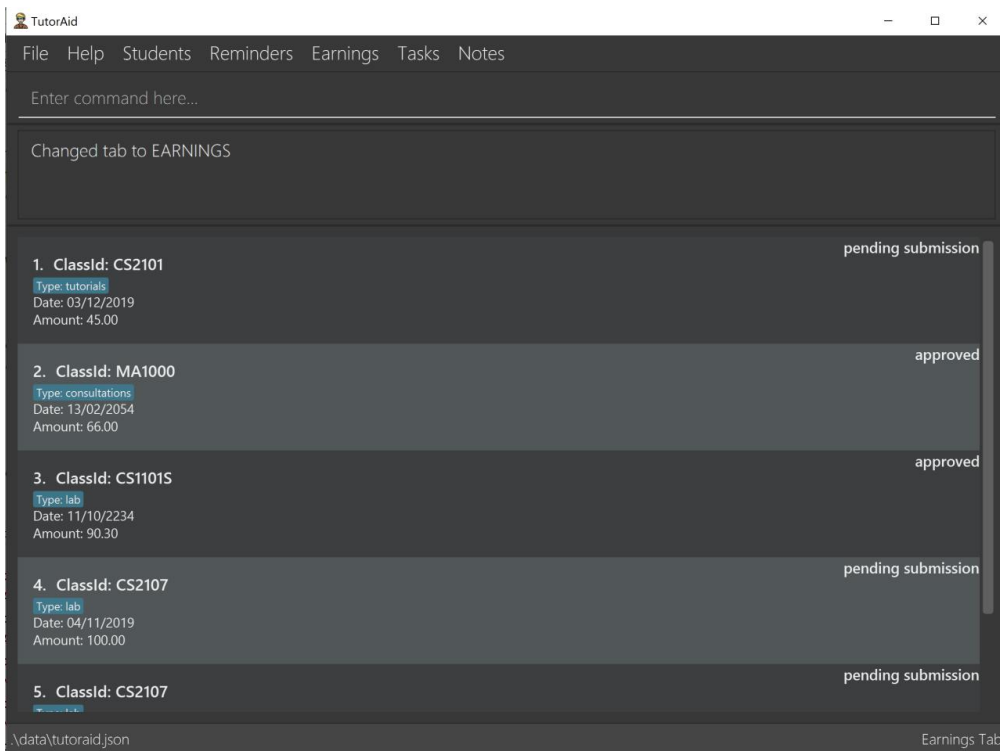 TutorAid
File Help Students Reminders Earnings Tasks Notes
Enter command here...
Changed tab to EARNINGS
pending submission
1. ClassId: CS2101
Type: tutorials
Date: 03/12/2019
Amount: 45.00
approved
2. ClassId: MA1000
Type: consultations
Date: 13/02/2054
Amount: 66.00
approved
3. ClassId: CS1101S
Type: lab
Date: 11/10/2234
Amount: 90.30
pending submission
4. ClassId: CS2107
Type: lab
Date: 04/11/2019
Amount: 100.00
pending submission
5. ClassId: CS2107
.\data\tutoraid.json
Earnings Tab